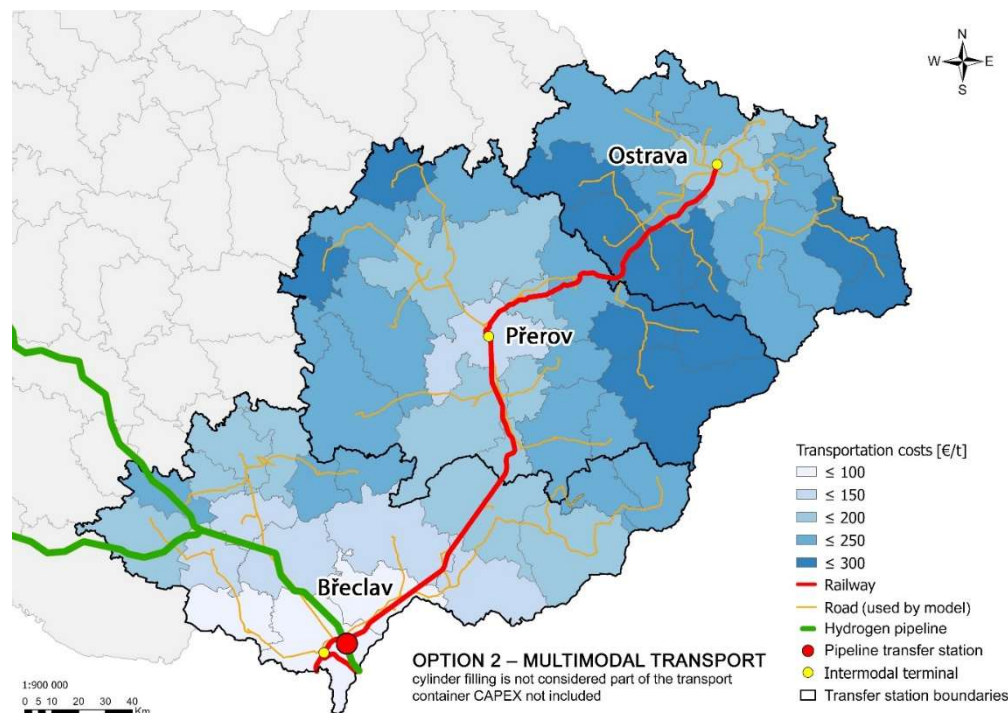 N
W E
S
Ostrava
Přerov
Břeclav
Transportation costs [€/t]
≤ 100
≤ 150
≤ 200
≤ 250
≤ 300
Railway
Road (used by model)
Hydrogen pipeline
Pipeline transfer station
Intermodal terminal
Transfer station boundaries
OPTION 2 – MULTIMODAL TRANSPORT
cylinder filling is not considered part of the transport
container CAPEX not included
1:900 000
0 5 10 20 30 40
Km